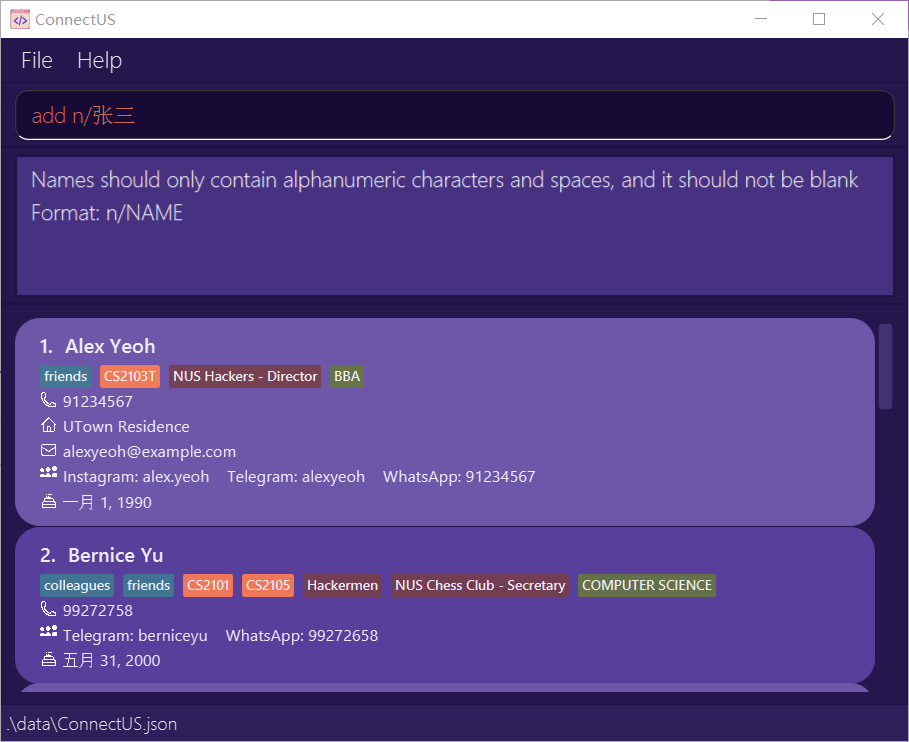 ConnectUS
File Help
add n/张三
Names should only contain alphanumeric characters and spaces, and it should not be blank
Format: n/NAME
1. Alex Yeoh
friends CS2103T NUS Hackers - Director BBA
91234567
UTown Residence
alexyeoh@example.com
Instagram: alex.yeoh Telegram: alexyeoh WhatsApp: 91234567
一月 1, 1990
2. Bernice Yu
colleagues friends CS2101 CS2105 Hackermen NUS Chess Club - Secretary COMPUTER SCIENCE
99272758
Telegram: berniceyu WhatsApp: 99272658
五月 31, 2000
.\data\ConnectUS.json